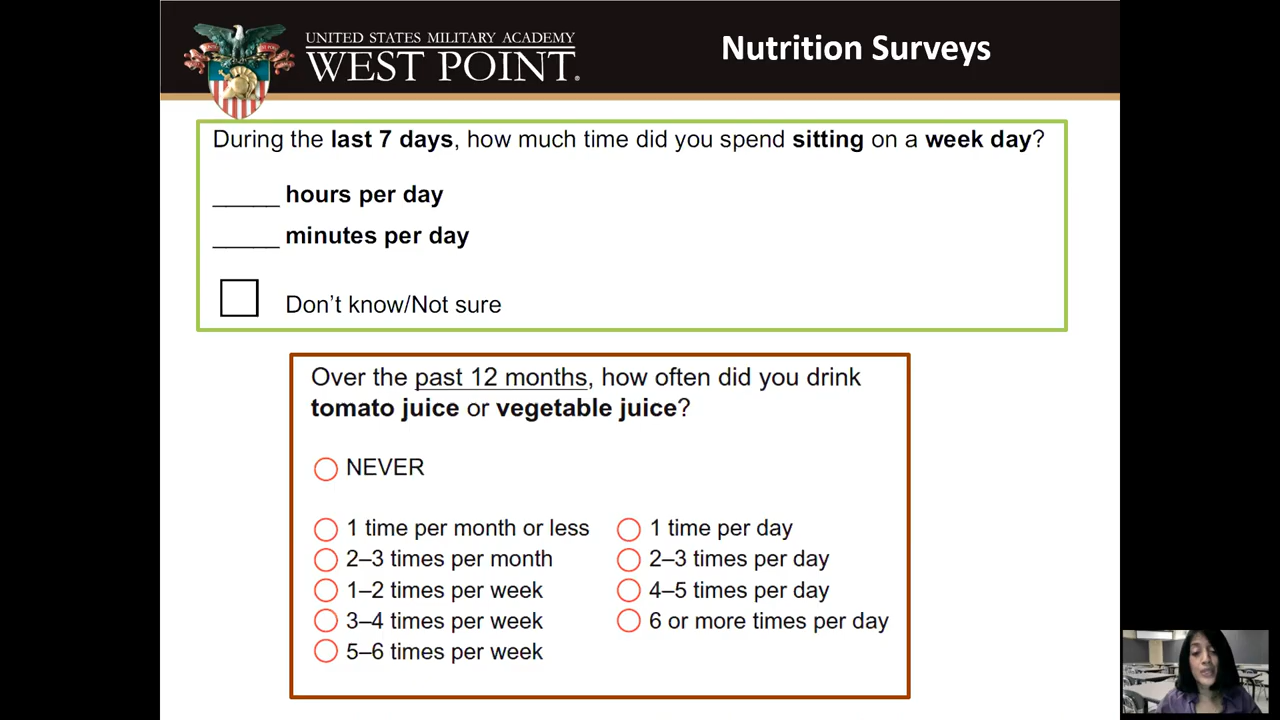 UNITED STATES MILITARY ACADEMY
WEST POINT.
Nutrition Surveys
During the last 7 days, how much time did you spend sitting on a week day?
_____ hours per day
_____ minutes per day
Don't know/Not sure
Over the past 12 months, how often did you drink
tomato juice or vegetable juice?
NEVER
1 time per month or less
2–3 times per month
1–2 times per week
3–4 times per week
5–6 times per week
1 time per day
2–3 times per day
4–5 times per day
6 or more times per day